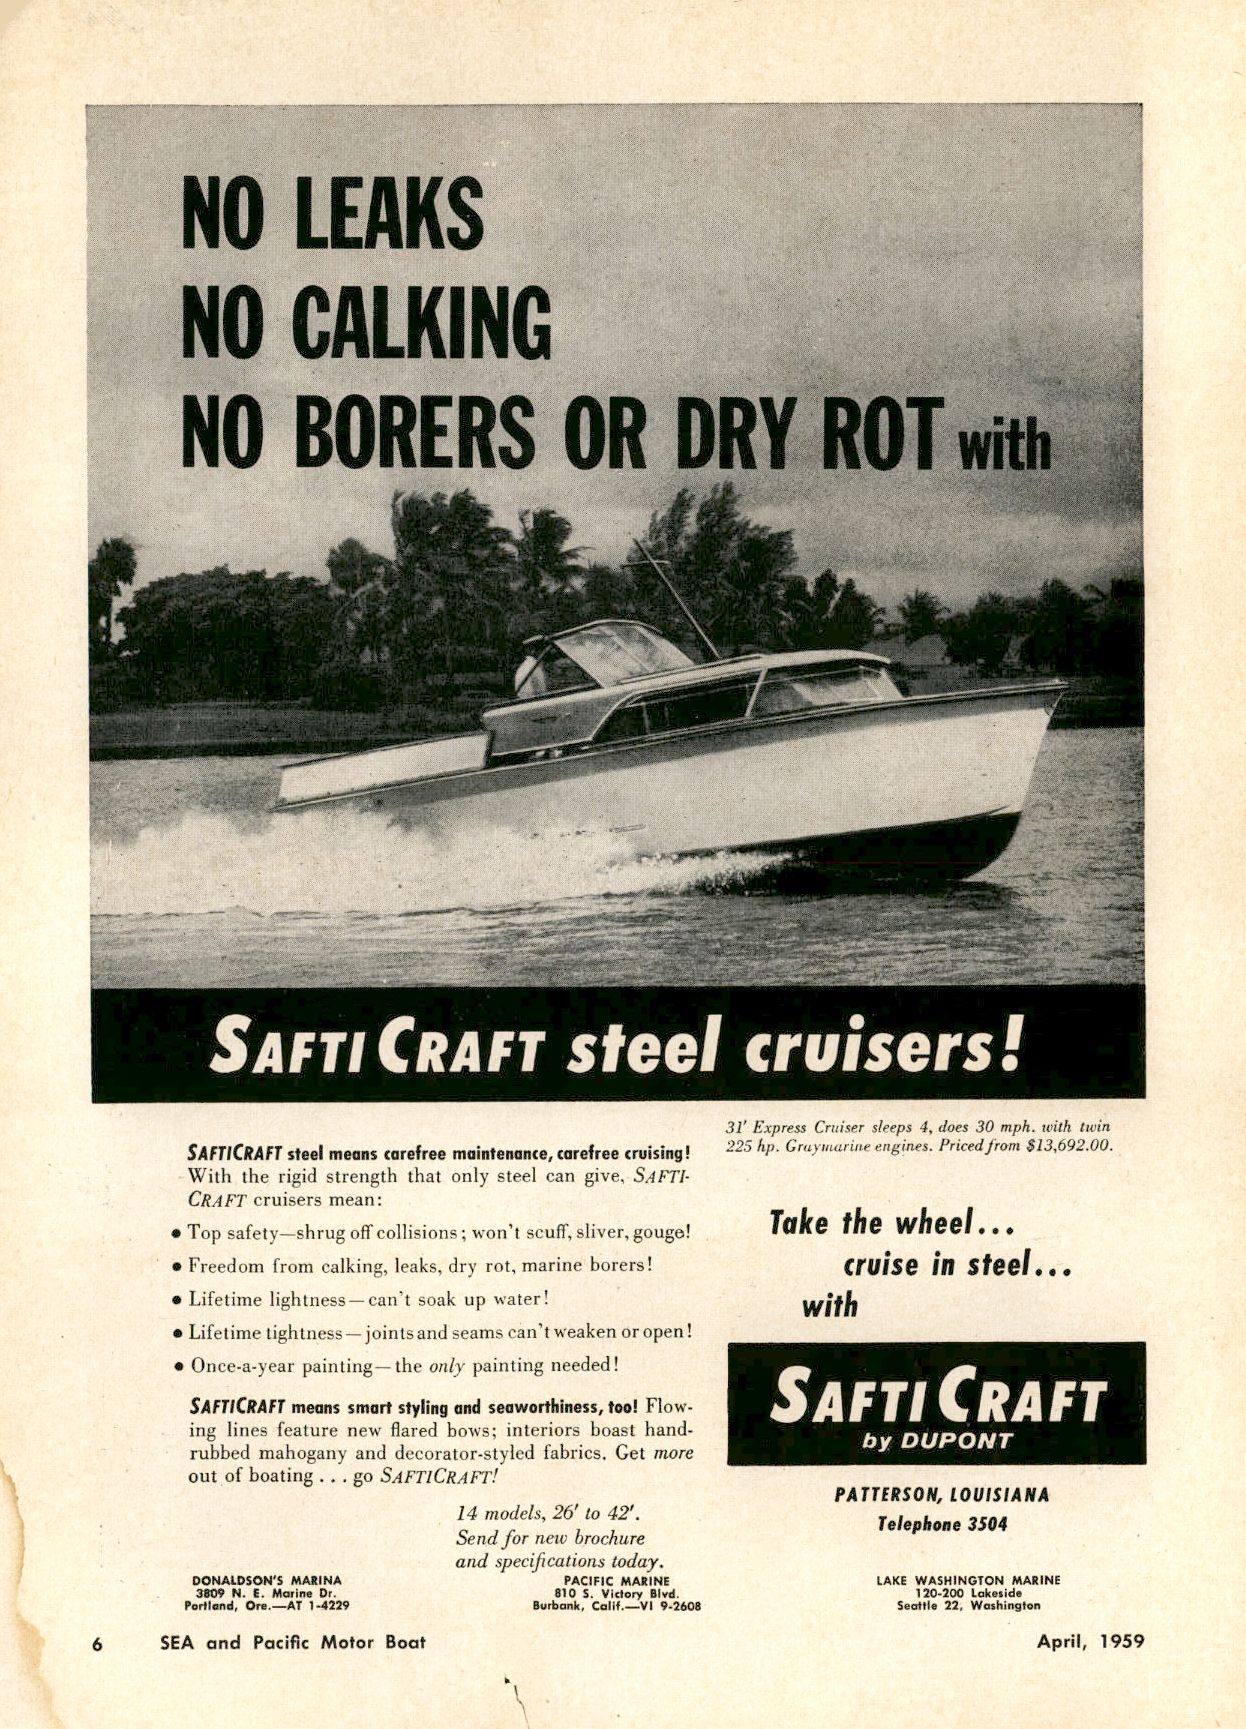 NO LEAKS
NO CALKING
NO BORERS OR DRY ROT with
SAFTICRAFT steel cruisers!
31' Express Cruiser sleeps 4, does 30 mph. with twin
225 hp. Graymarine engines. Priced from $13,692.00.
SAFTICRAFT steel means carefree maintenance, carefree cruising!
With the rigid strength that only steel can give, SAFTI-
CRAFT cruisers mean:
• Top safety—shrug off collisions; won't scuff, sliver, gouge!
• Freedom from calking, leaks, dry rot, marine borers!
• Lifetime lightness—can't soak up water!
• Lifetime tightness—joints and seams can't weaken or open!
• Once-a-year painting—the only painting needed!
SAFTICRAFT means smart styling and seaworthiness, too! Flow-
ing lines feature new flared bows; interiors boast hand-
rubbed mahogany and decorator-styled fabrics. Get more
out of boating . . . go SAFTICRAFT!
14 models, 26' to 42'.
Send for new brochure
and specifications today.
Take the wheel...
cruise in steel...
with
SAFTICRAFT
by DUPONT
PATTERSON, LOUISIANA
Telephone 3504
DONALDSON'S MARINA
3809 N. E. Marine Dr.
Portland, Ore.—AT 1-4229
PACIFIC MARINE
810 S. Victory Blvd.
Burbank, Calif.—VI 9-2608
LAKE WASHINGTON MARINE
120-200 Lakeside
Seattle 22, Washington
6 SEA and Pacific Motor Boat
April, 1959